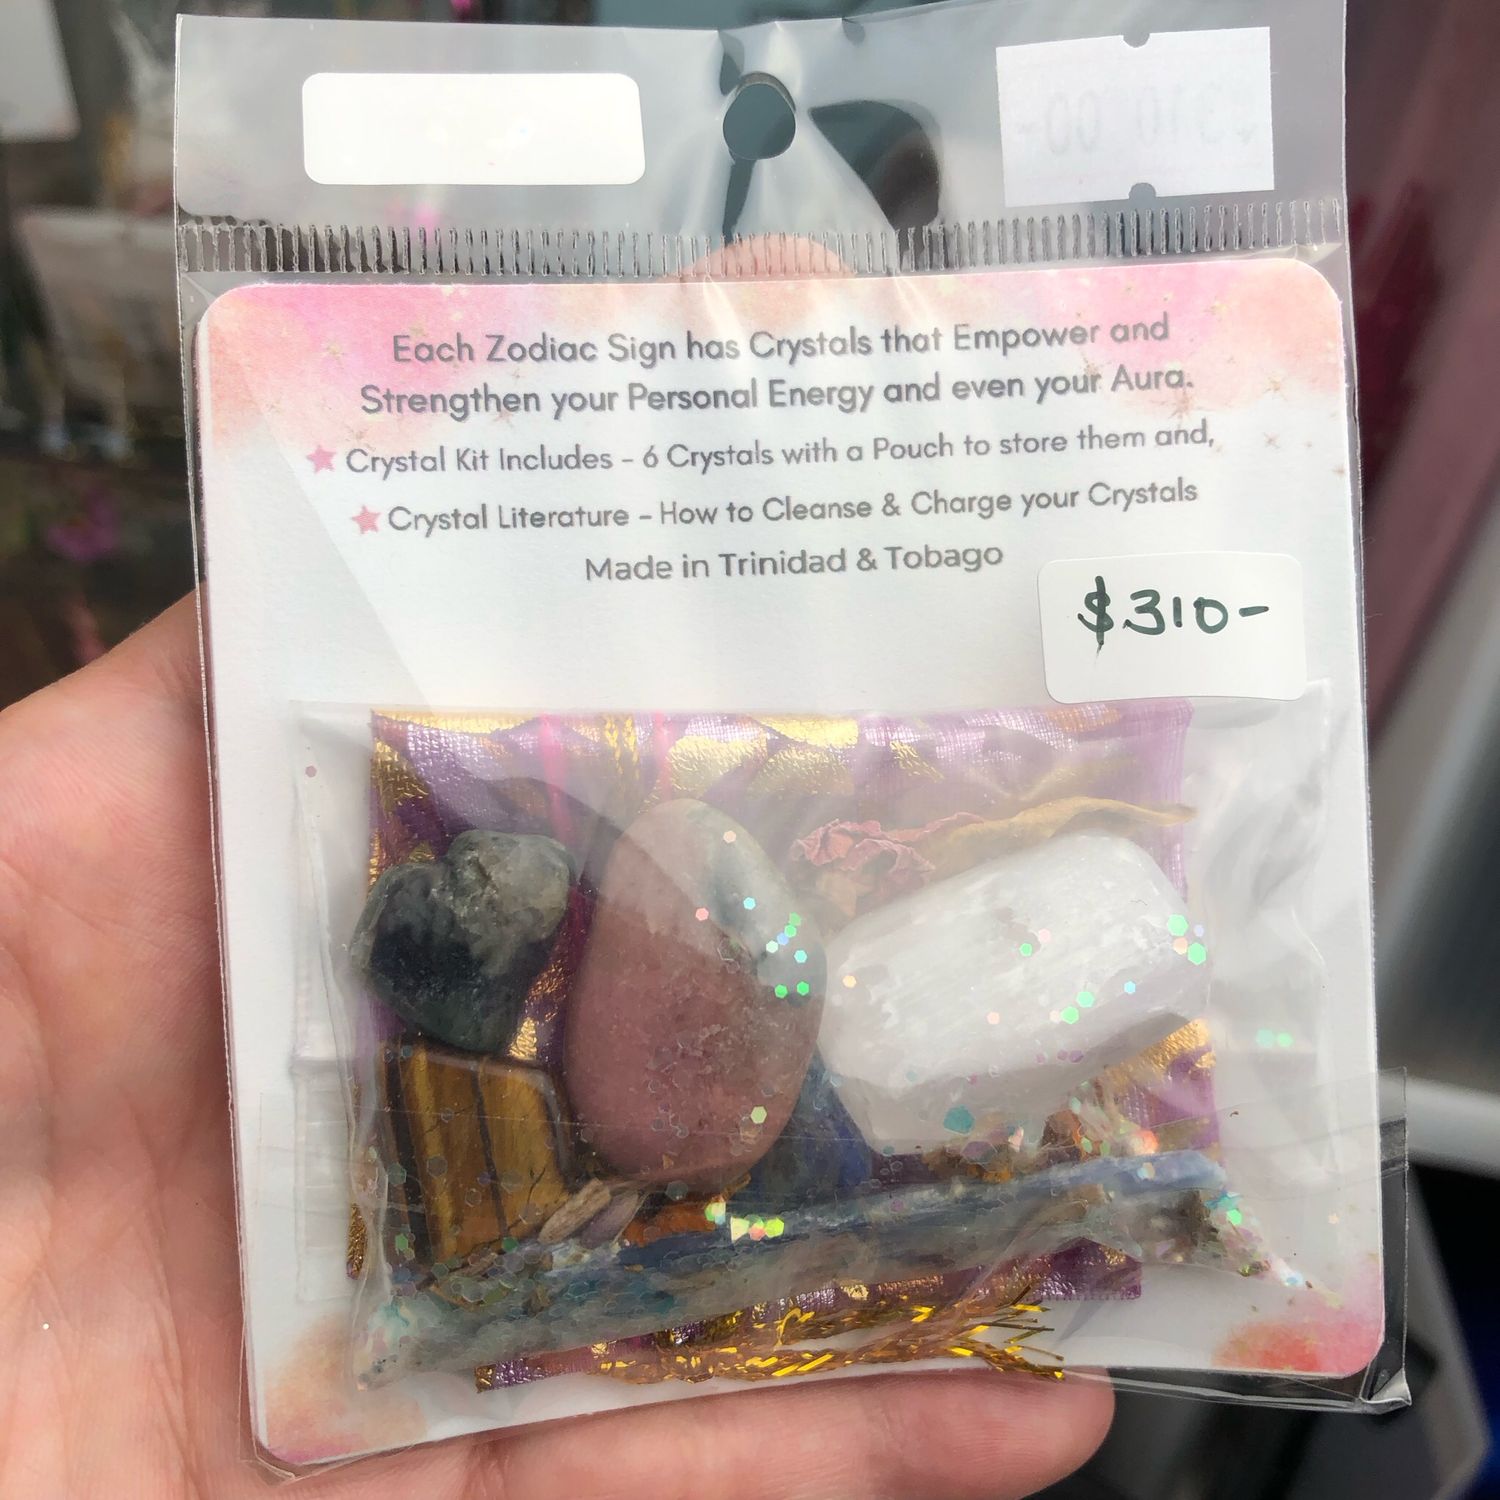 Each Zodiac Sign has Crystals that Empower and
Strengthen your Personal Energy and even your Aura.
Crystal Kit Includes - 6 Crystals with a Pouch to store them and,
Crystal Literature - How to Cleanse & Charge your Crystals
Made in Trinidad & Tobago
$310-